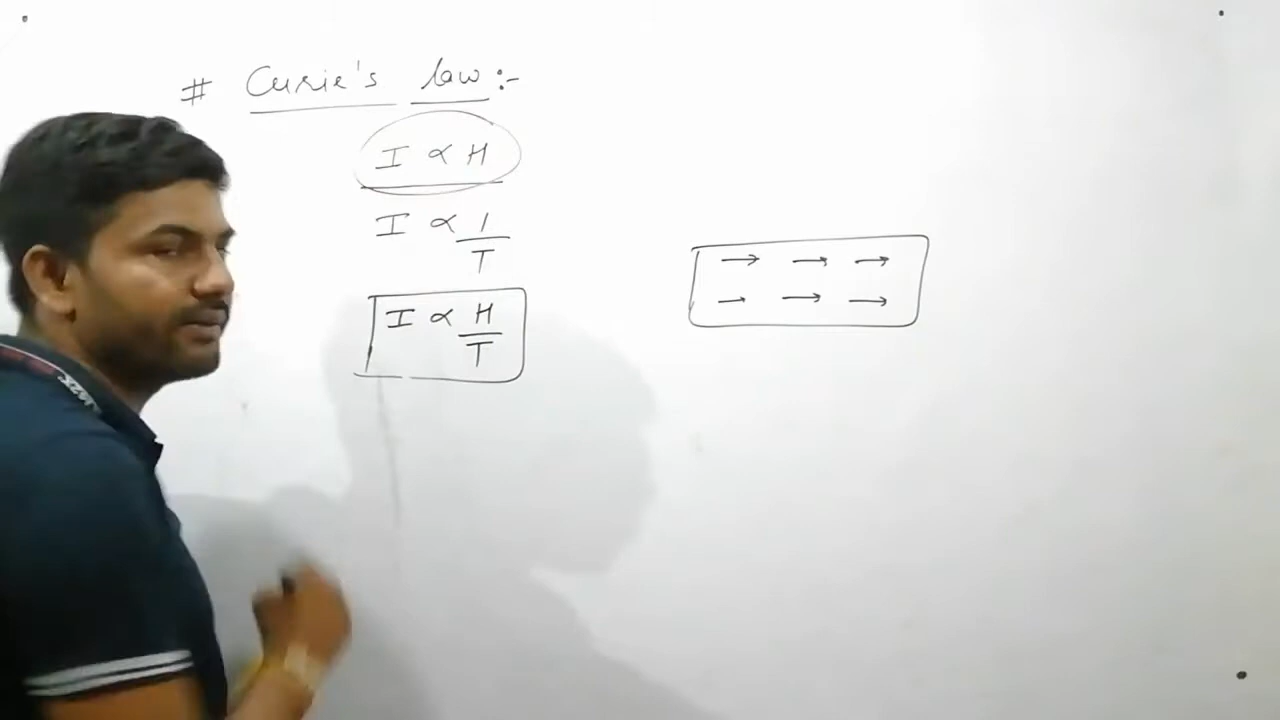 # Curie's law :-
I ∝ H
I ∝ 1/T
I ∝ H/T